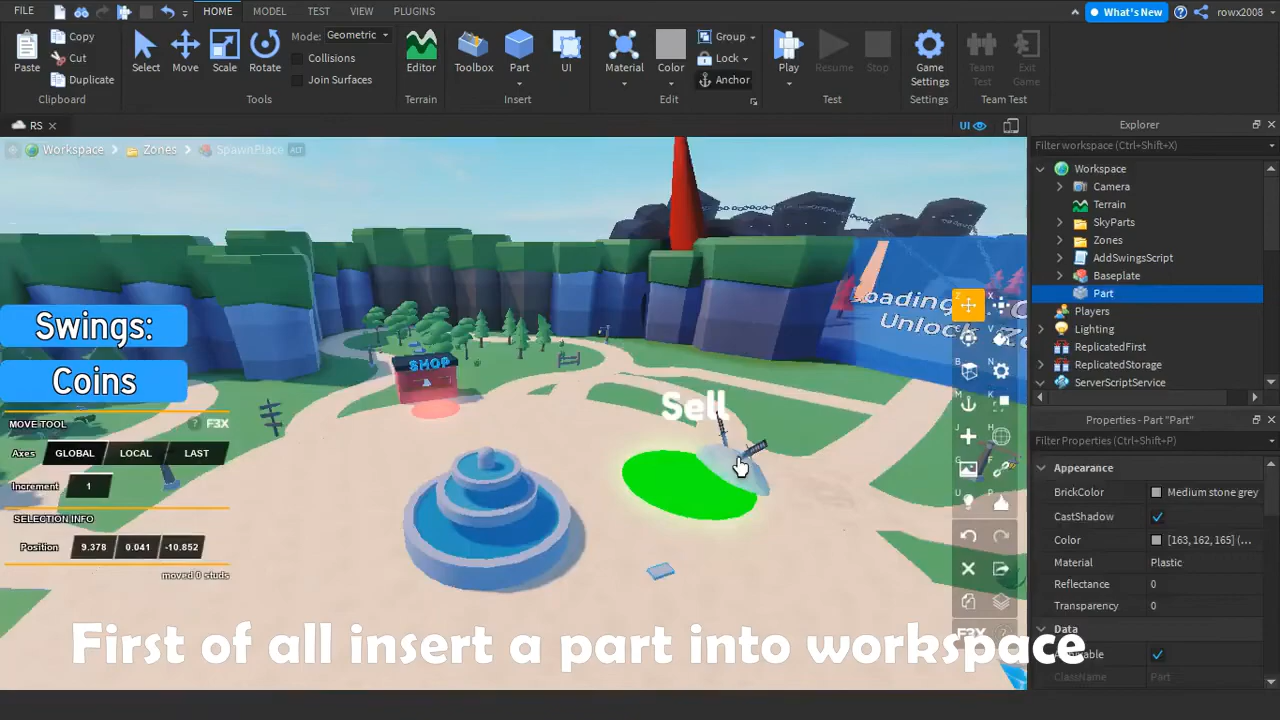 FILE
HOME
MODEL
TEST
VIEW
PLUGINS
What's New
rowx2008
Paste
Copy
Cut
Duplicate
Clipboard
Select
Move
Scale
Rotate
Mode: Geometric
Collisions
Join Surfaces
Tools
Editor
Terrain
Toolbox
Part
UI
Insert
Material
Color
Group
Lock
Anchor
Edit
Play
Resume
Stop
Test
Game
Settings
Settings
Team
Test
Exit
Game
Team Test
RS
UI
Workspace
Zones
SpawnPlace
ALT
Explorer
Filter workspace (Ctrl+Shift+X)
Workspace
Camera
Terrain
SkyParts
Zones
AddSwingsScript
Baseplate
Part
Players
Lighting
ReplicatedFirst
ReplicatedStorage
ServerScriptService
Properties - Part "Part"
Filter Properties (Ctrl+Shift+P)
Appearance
BrickColor
Medium stone grey
CastShadow
Color
[163, 162, 165] (...
Material
Plastic
Reflectance
0
Transparency
0
Data
ClassName
Part
Swings:
Coins
MOVE TOOL
? F3X
Axes
GLOBAL
LOCAL
LAST
Increment
1
SELECTION INFO
Position
9.378
0.041
-10.852
moved 0 studs
SHOP
Sell
Loading
Unlock
First of all insert a part into workspace